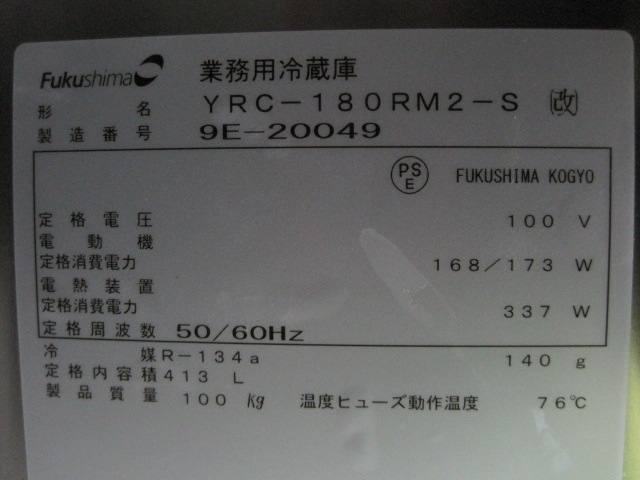 Fukushima 業務用冷蔵庫
形名 YRC-180RM2-S ㊙改
製造番号 9E-20049
PSE FUKUSHIMA KOGYO
定格電圧 100 V
電動機
定格消費電力 168/173 W
電熱装置
定格消費電力 337 W
定格周波数 50/60Hz
冷媒 R-134a 140 g
定格内容積 413 L
製品質量 100 kg 温度ヒューズ動作温度 76℃